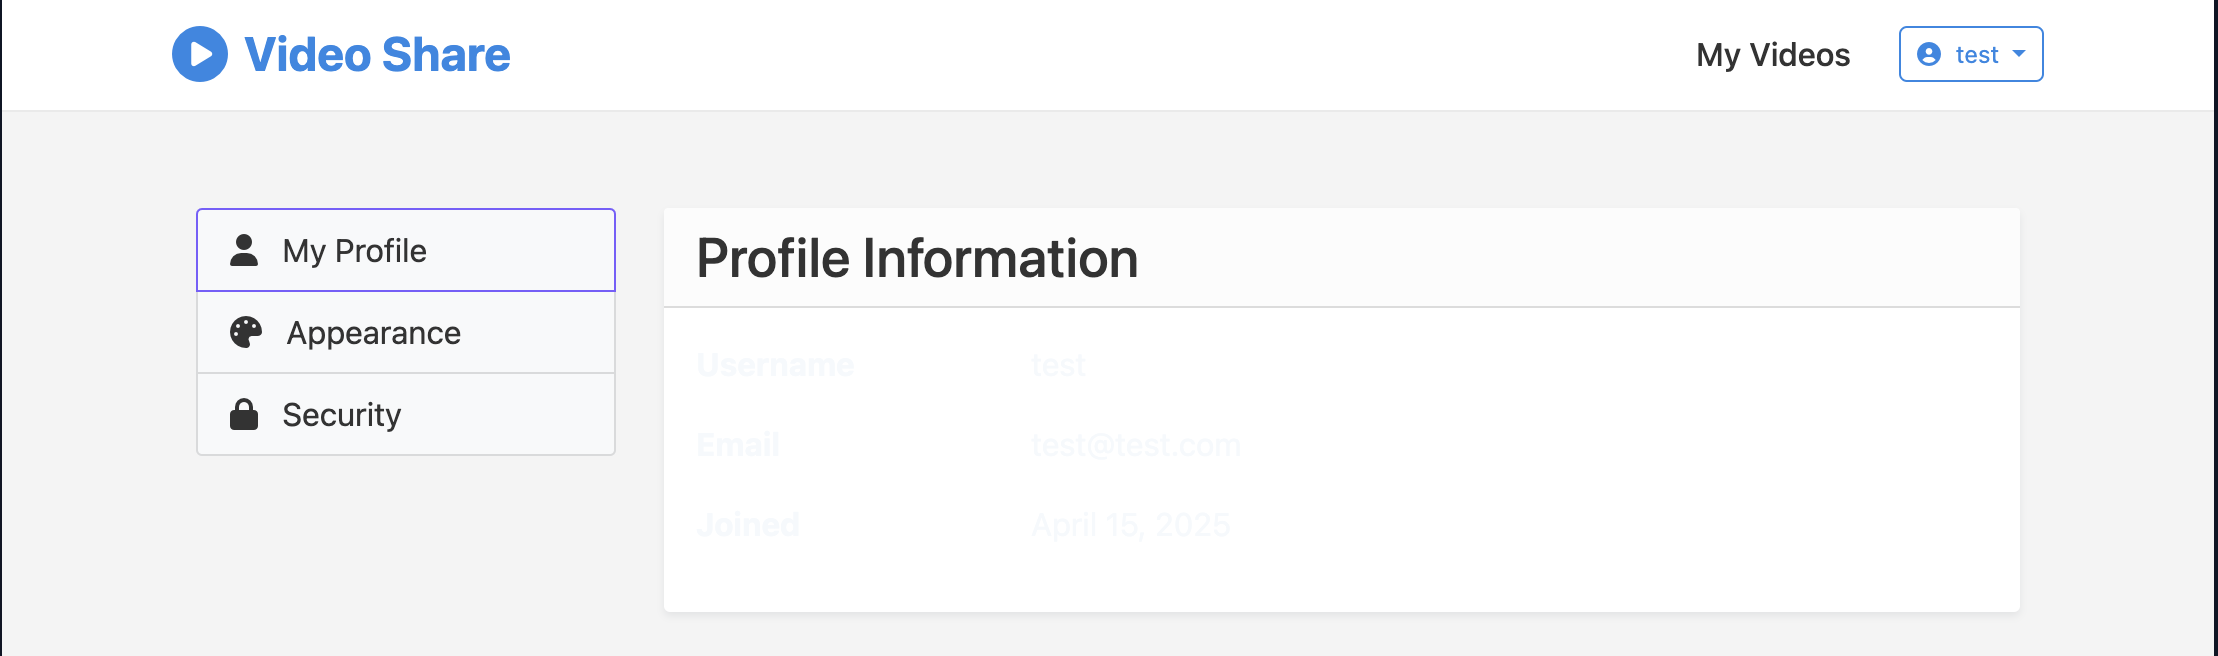 Video Share
My Videos
test
My Profile
Appearance
Security
Profile Information
Username test
Email test@test.com
Joined April 15, 2025